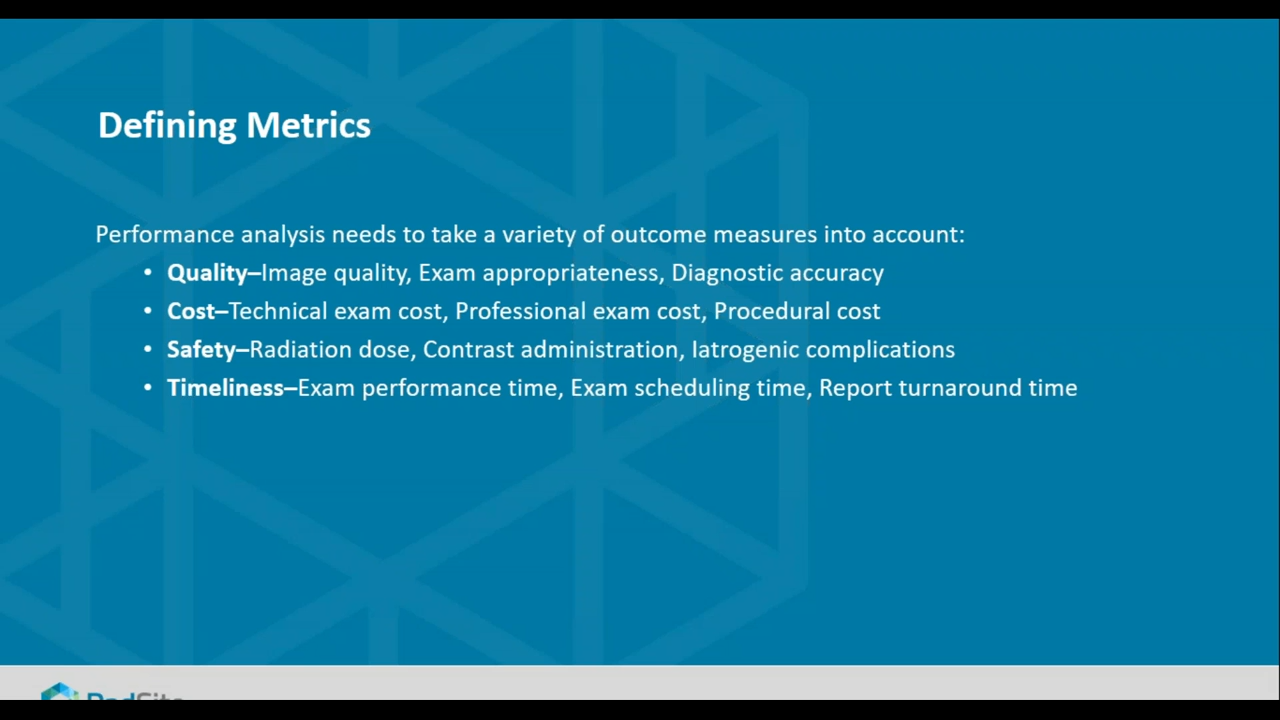 Defining Metrics
Performance analysis needs to take a variety of outcome measures into account:
• Quality–Image quality, Exam appropriateness, Diagnostic accuracy
• Cost–Technical exam cost, Professional exam cost, Procedural cost
• Safety–Radiation dose, Contrast administration, Iatrogenic complications
• Timeliness–Exam performance time, Exam scheduling time, Report turnaround time